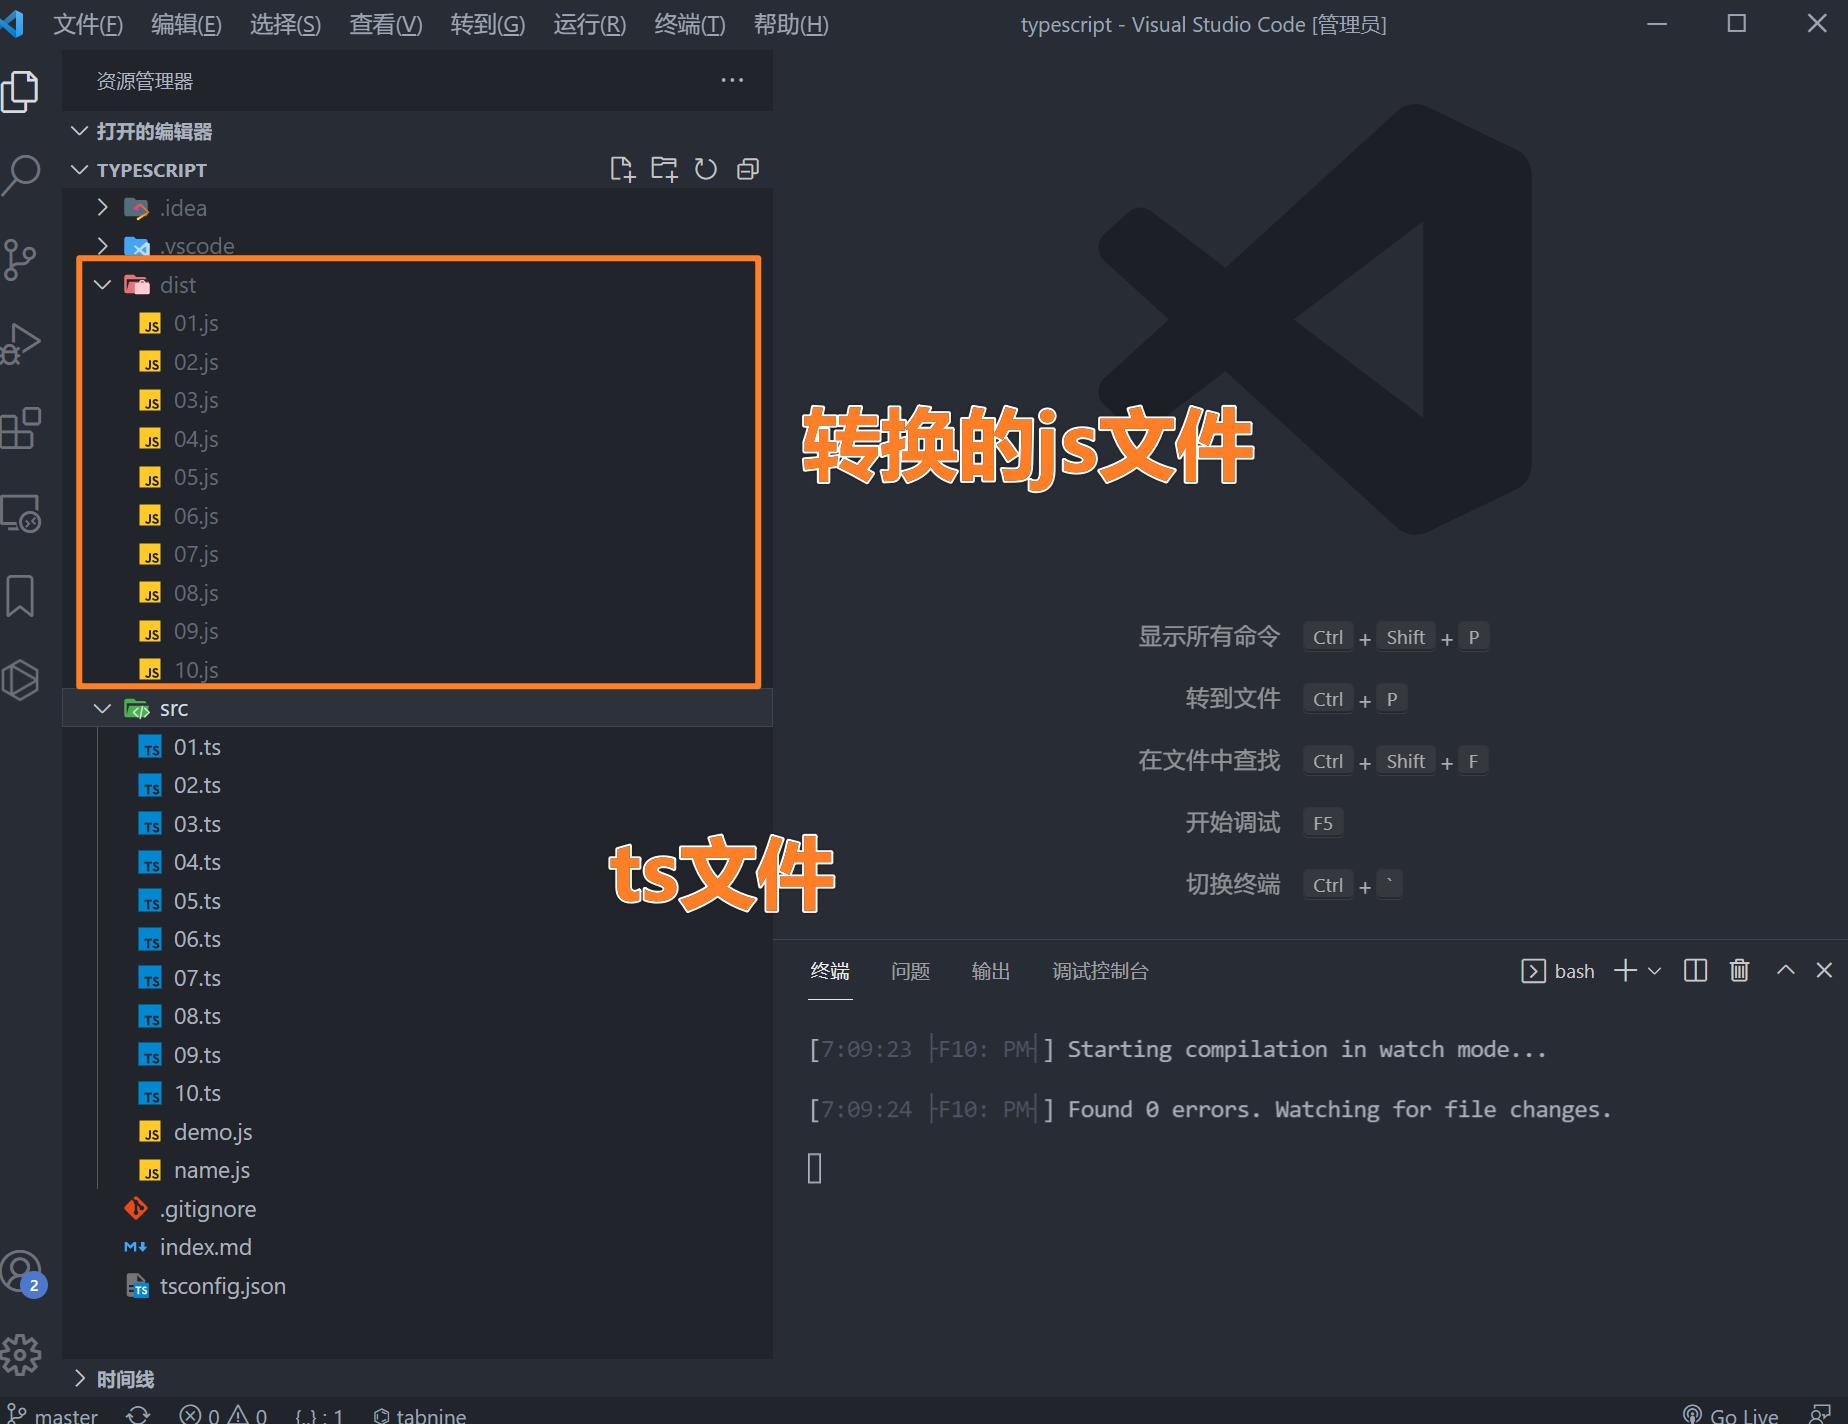 文件(F) 编辑(E) 选择(S) 查看(V) 转到(G) 运行(R) 终端(T) 帮助(H) typescript - Visual Studio Code [管理员]
资源管理器
打开的编辑器
TYPESCRIPT
.idea
.vscode
dist
01.js
02.js
03.js
04.js
05.js
06.js
07.js
08.js
09.js
10.js
src
01.ts
02.ts
03.ts
04.ts
05.ts
06.ts
07.ts
08.ts
09.ts
10.ts
demo.js
name.js
.gitignore
index.md
tsconfig.json
时间线
转换的js文件
ts文件
显示所有命令 Ctrl + Shift + P
转到文件 Ctrl + P
在文件中查找 Ctrl + Shift + F
开始调试 F5
切换终端 Ctrl + `
终端 问题 输出 调试控制台 bash
[7:09:23 ├F10: PM┤] Starting compilation in watch mode...
[7:09:24 ├F10: PM┤] Found 0 errors. Watching for file changes.
2
master 0 0 {..} : 1 tabnine Go Live